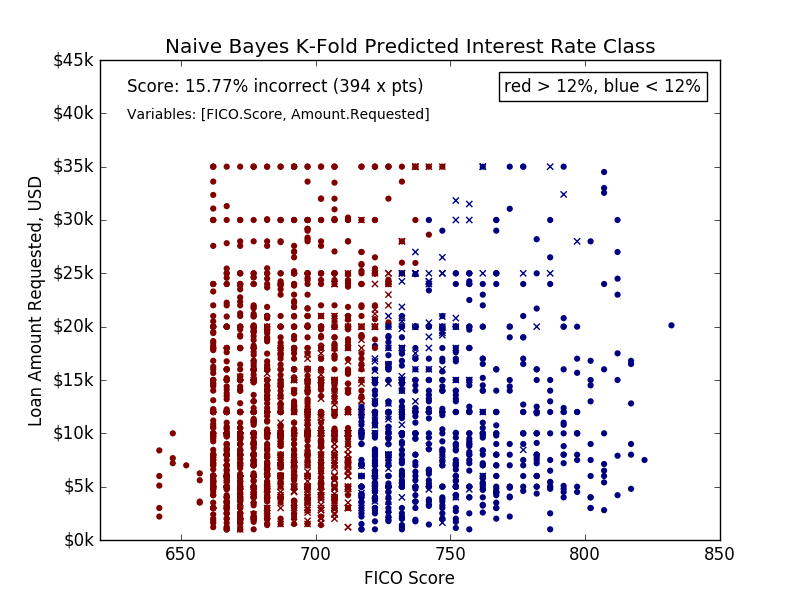 Naive Bayes K-Fold Predicted Interest Rate Class
Score: 15.77% incorrect (394 x pts)
red > 12%, blue < 12%
Variables: [FICO.Score, Amount.Requested]
Loan Amount Requested, USD
$45k
$40k
$35k
$30k
$25k
$20k
$15k
$10k
$5k
$0k
650
700
750
800
850
FICO Score